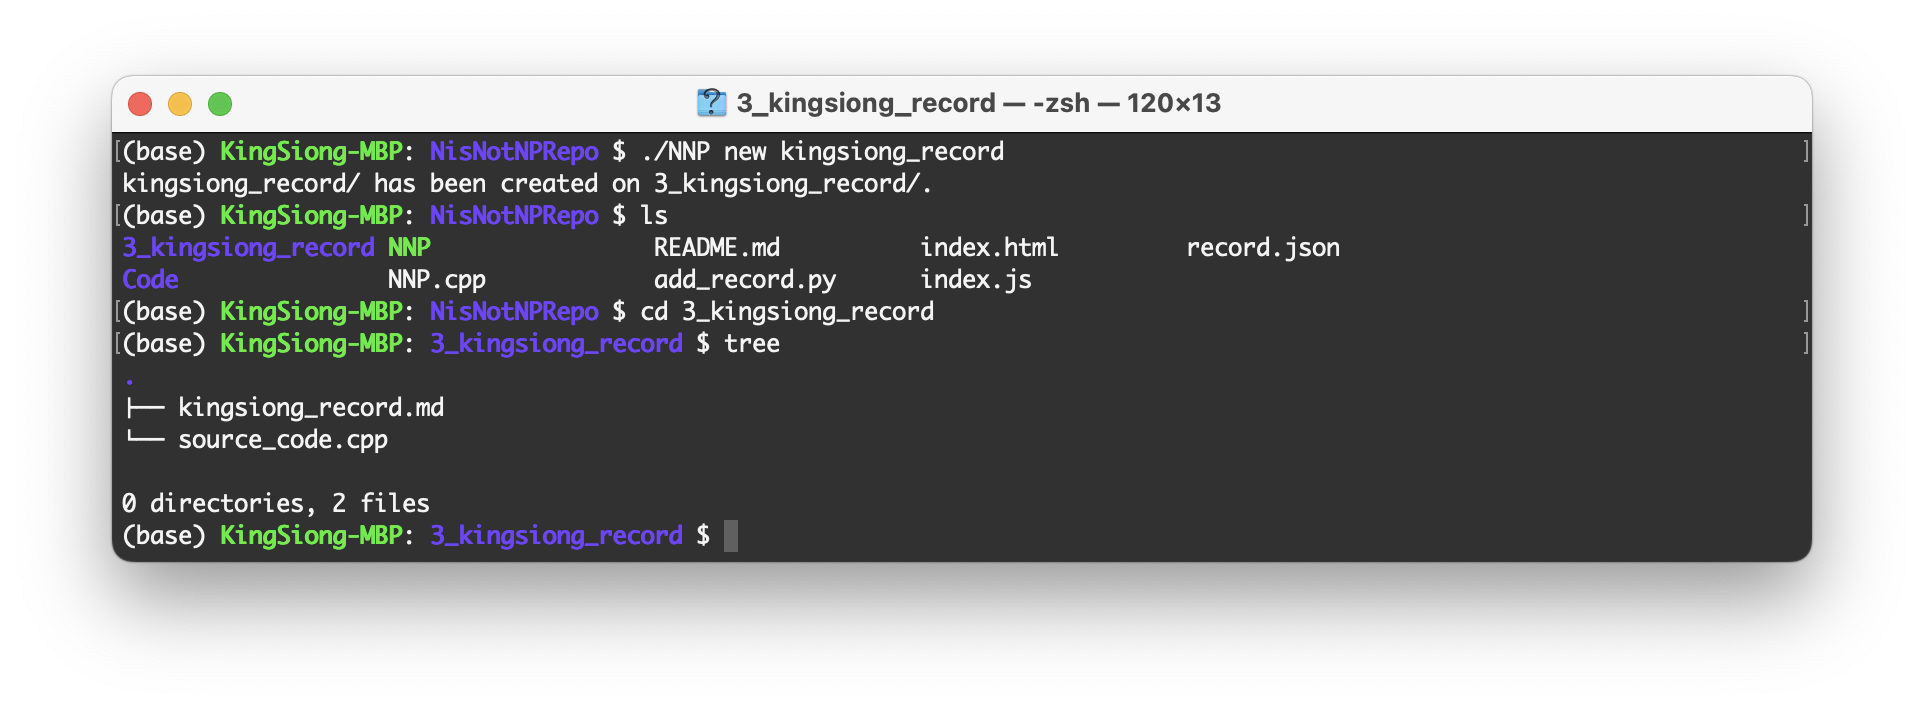 3_kingsiong_record — -zsh — 120×13
(base) KingSiong-MBP: NisNotNPRepo $ ./NNP new kingsiong_record
kingsiong_record/ has been created on 3_kingsiong_record/.
(base) KingSiong-MBP: NisNotNPRepo $ ls
3_kingsiong_record NNP README.md index.html record.json
Code NNP.cpp add_record.py index.js
(base) KingSiong-MBP: NisNotNPRepo $ cd 3_kingsiong_record
(base) KingSiong-MBP: 3_kingsiong_record $ tree
.
├── kingsiong_record.md
└── source_code.cpp
0 directories, 2 files
(base) KingSiong-MBP: 3_kingsiong_record $